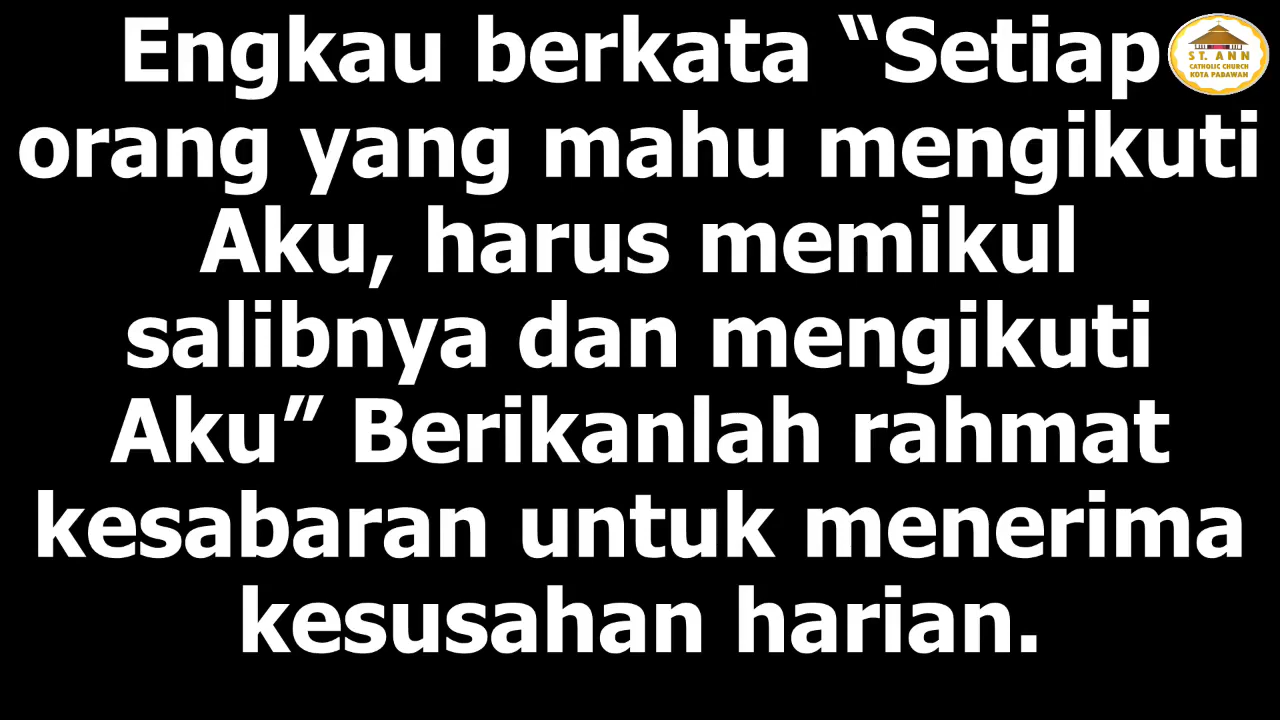 Engkau berkata “Setiap
orang yang mahu mengikuti
Aku, harus memikul
salibnya dan mengikuti
Aku” Berikanlah rahmat
kesabaran untuk menerima
kesusahan harian.
ST. ANN
CATHOLIC CHURCH
KOTA PADAWAN